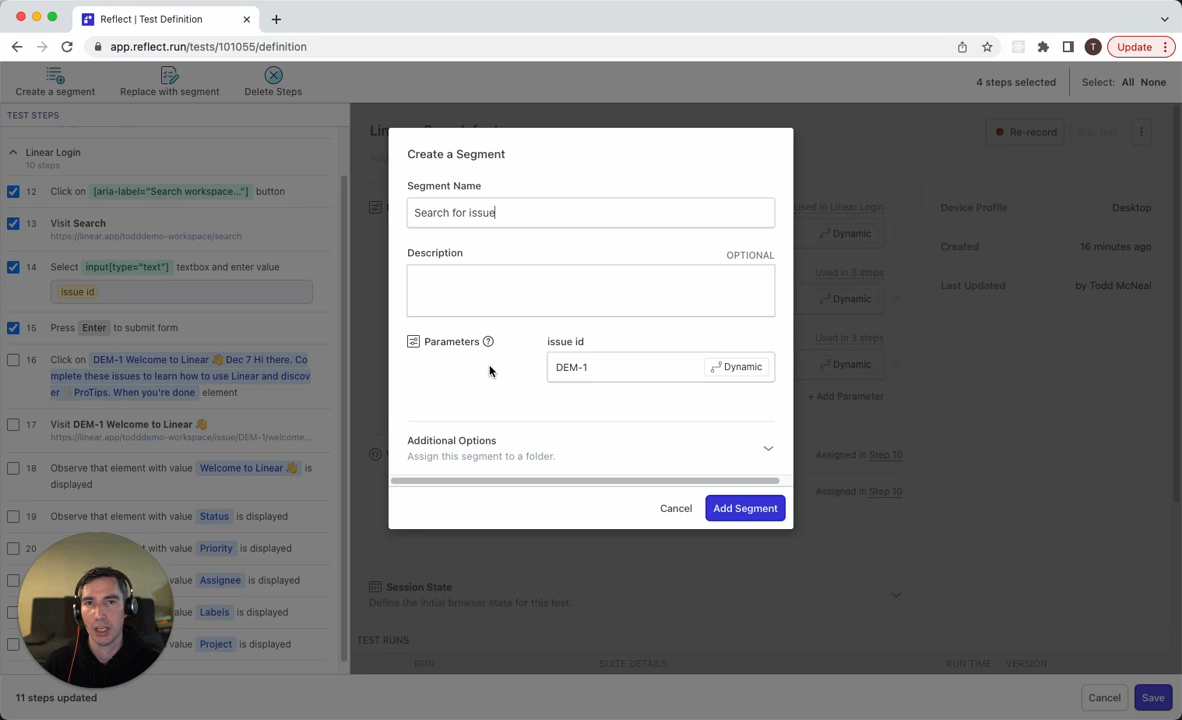 Reflect | Test Definition
app.reflect.run/tests/101055/definition
T
Update
Create a segment
Replace with segment
Delete Steps
4 steps selected
Select: All None
TEST STEPS
Linear Login
10 steps
12 Click on [aria-label="Search workspace..."] button
13 Visit Search
https://linear.app/todddemo-workspace/search
14 Select input[type="text"] textbox and enter value
issue id
15 Press Enter to submit form
16 Click on DEM-1 Welcome to Linear 👋 Dec 7 Hi there. Co
mplete these issues to learn how to use Linear and discov
er ✨ProTips. When you're done element
17 Visit DEM-1 Welcome to Linear 👋
https://linear.app/todddemo-workspace/issue/DEM-1/welcome...
18 Observe that element with value Welcome to Linear 👋 is
displayed
19 Observe that element with value Status is displayed
20 with value Priority is displayed
value Assignee is displayed
alue Labels is displayed
value Project is displayed
11 steps updated
Create a Segment
Segment Name
Search for issue
Description
OPTIONAL
Parameters
issue id
DEM-1
Dynamic
Additional Options
Assign this segment to a folder.
Cancel
Add Segment
Re-record
Used in Linear Login
Dynamic
Used in 3 steps
Dynamic
Used in 3 steps
Dynamic
+ Add Parameter
Assigned in Step 10
Assigned in Step 10
Device Profile
Desktop
Created
16 minutes ago
Last Updated
by Todd McNeal
Session State
Define the initial browser state for this test.
TEST RUNS
RUN
SUITE DETAILS
RUN TIME
VERSION
Cancel
Save